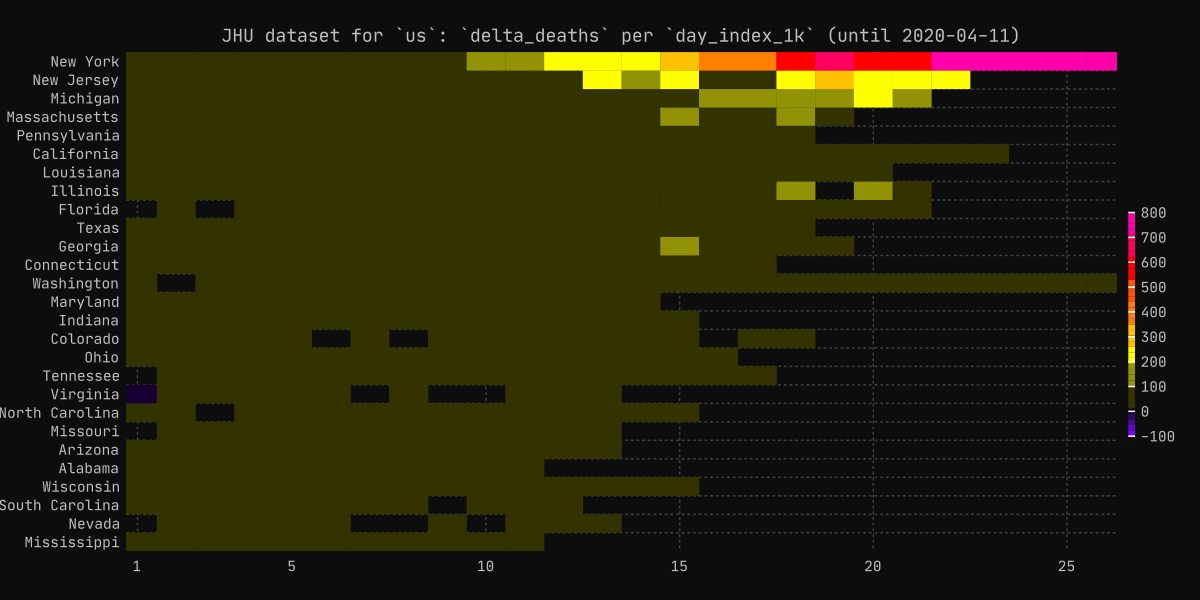 JHU dataset for `us`: `delta_deaths` per `day_index_1k` (until 2020-04-11)
New York
New Jersey
Michigan
Massachusetts
Pennsylvania
California
Louisiana
Illinois
Florida
Texas
Georgia
Connecticut
Washington
Maryland
Indiana
Colorado
Ohio
Tennessee
Virginia
North Carolina
Missouri
Arizona
Alabama
Wisconsin
South Carolina
Nevada
Mississippi
1 5 10 15 20 25
800
700
600
500
400
300
200
100
0
-100